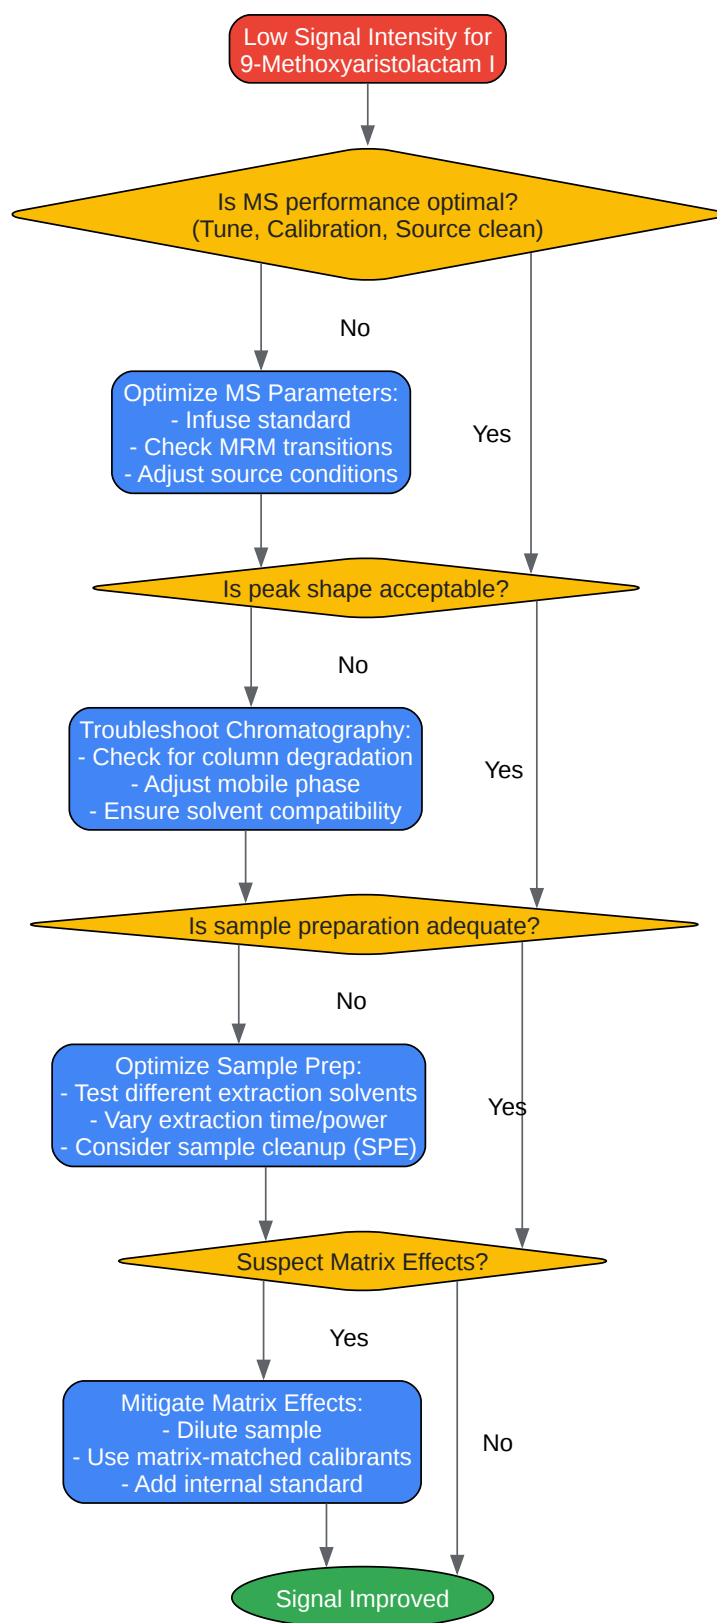 Low Signal Intensity for
9-Methoxyaristolactam I
Is MS performance optimal?
(Tune, Calibration, Source clean)
No
Optimize MS Parameters:
- Infuse standard
- Check MRM transitions
- Adjust source conditions
Yes
Is peak shape acceptable?
No
Troubleshoot Chromatography:
- Check for column degradation
- Adjust mobile phase
- Ensure solvent compatibility
Yes
Is sample preparation adequate?
No
Optimize Sample Prep:
- Test different extraction solvents
- Vary extraction time/power
- Consider sample cleanup (SPE)
Yes
Suspect Matrix Effects?
Yes
Mitigate Matrix Effects:
- Dilute sample
- Use matrix-matched calibrants
- Add internal standard
No
Signal Improved